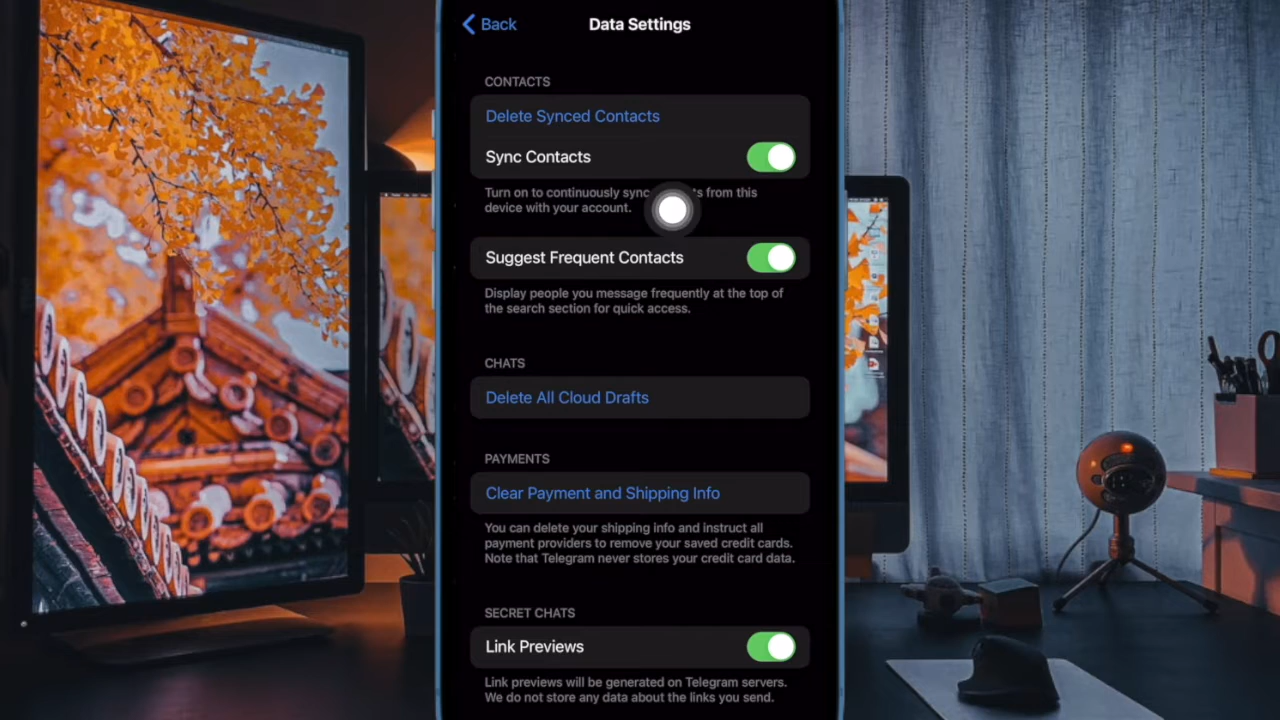 Back
Data Settings
CONTACTS
Delete Synced Contacts
Sync Contacts
Turn on to continuously sync from this
device with your account.
Suggest Frequent Contacts
Display people you message frequently at the top of
the search section for quick access.
CHATS
Delete All Cloud Drafts
PAYMENTS
Clear Payment and Shipping Info
You can delete your shipping info and instruct all
payment providers to remove your saved credit cards.
Note that Telegram never stores your credit card data.
SECRET CHATS
Link Previews
Link previews will be generated on Telegram servers.
We do not store any data about the links you send.